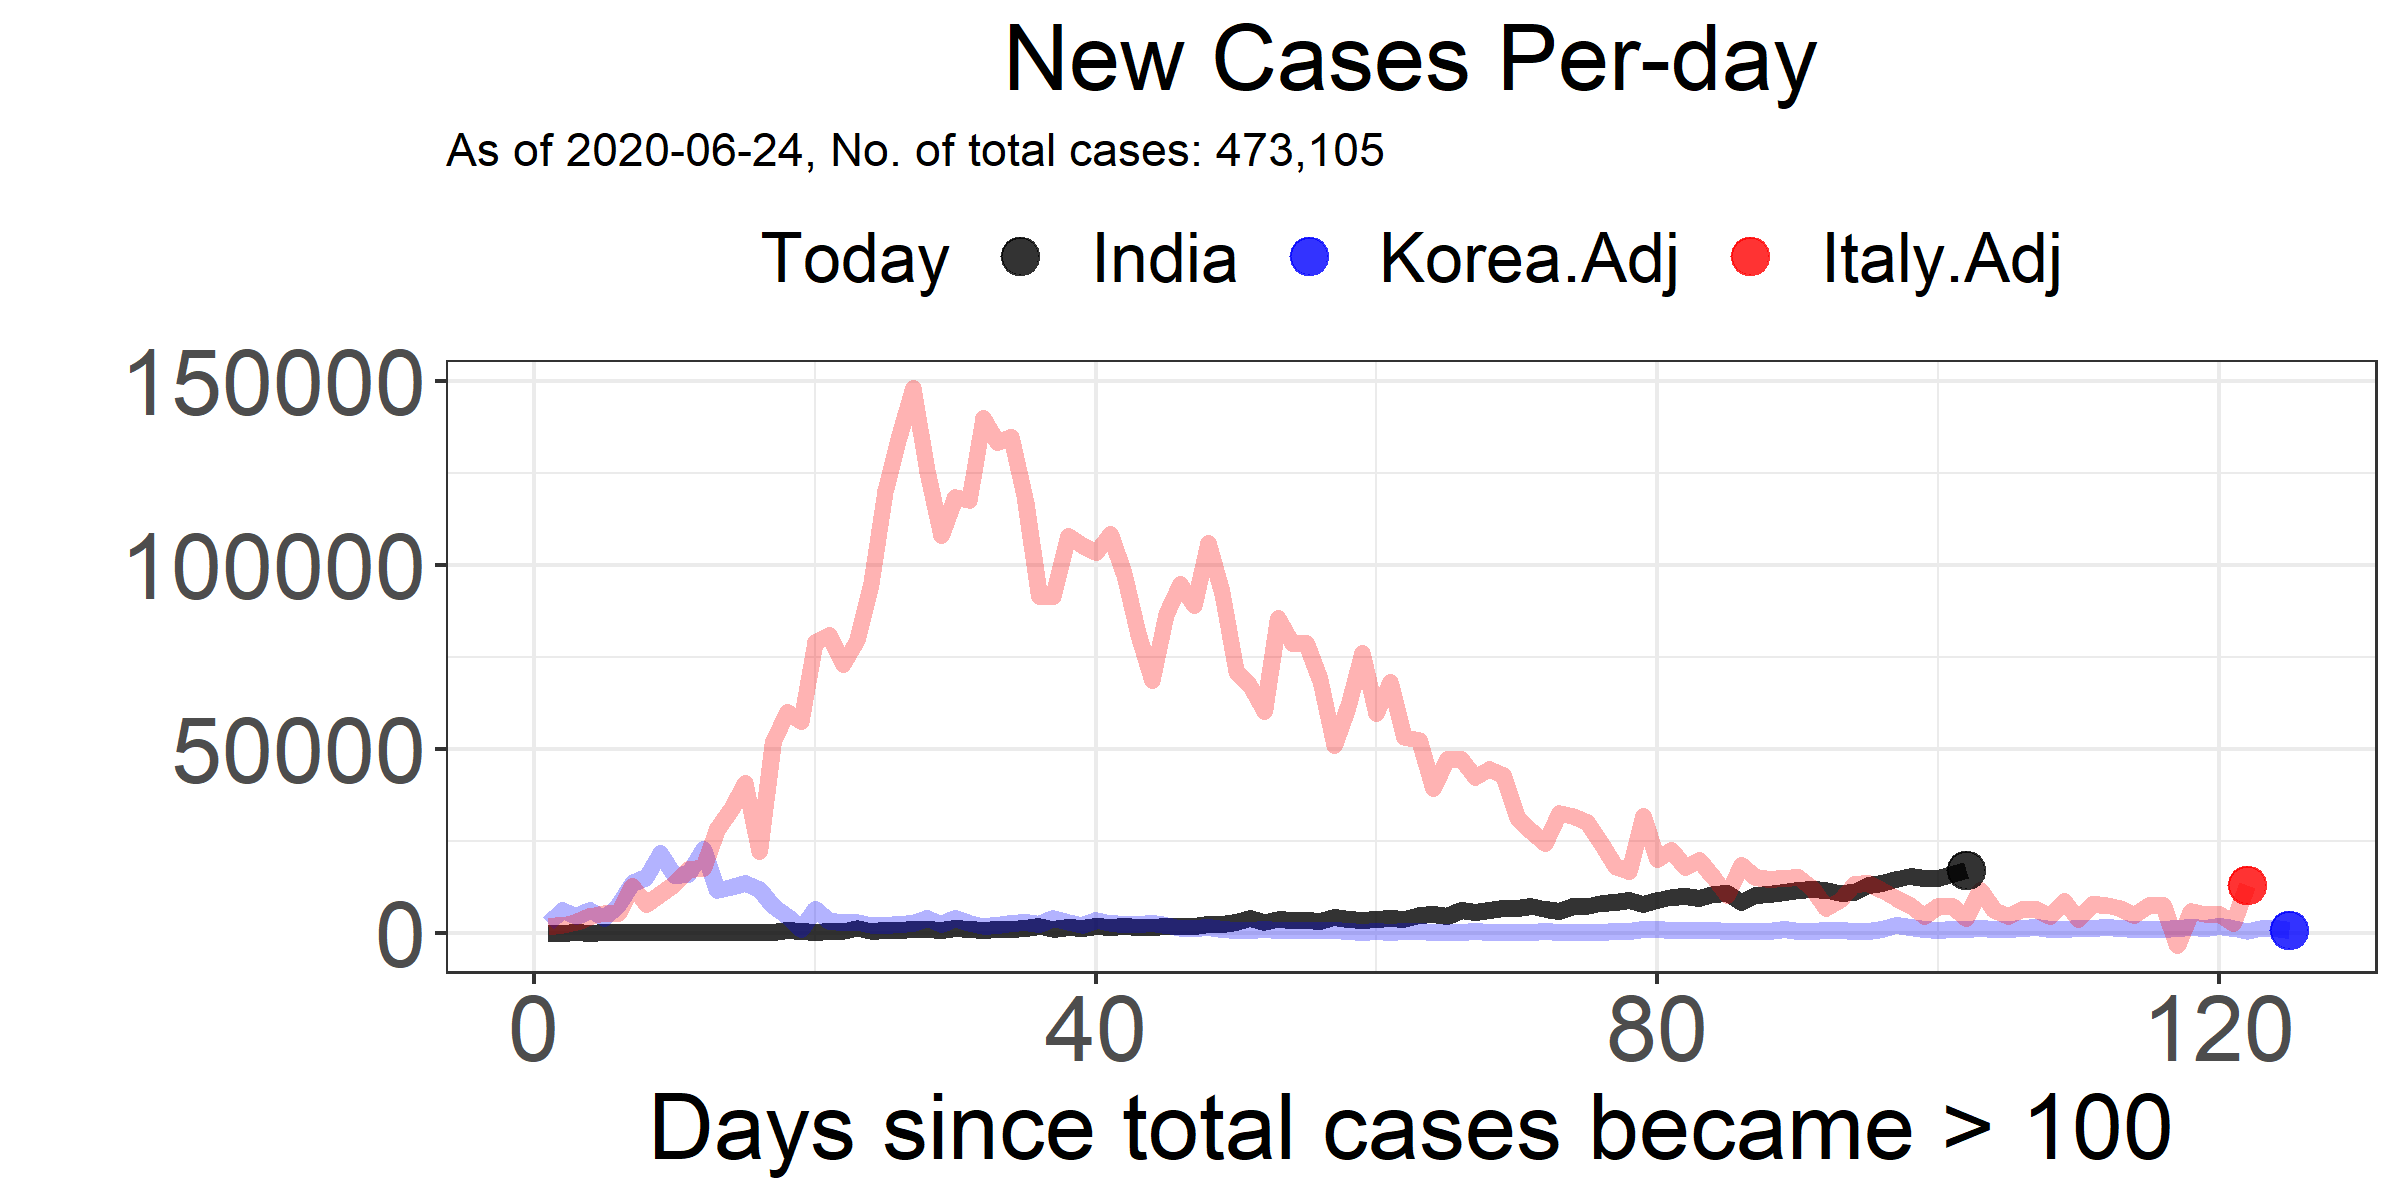 New Cases Per-day
As of 2020-06-24, No. of total cases: 473,105
Today India Korea.Adj Italy.Adj
150000
100000
50000
0
0 40 80 120
Days since total cases became > 100